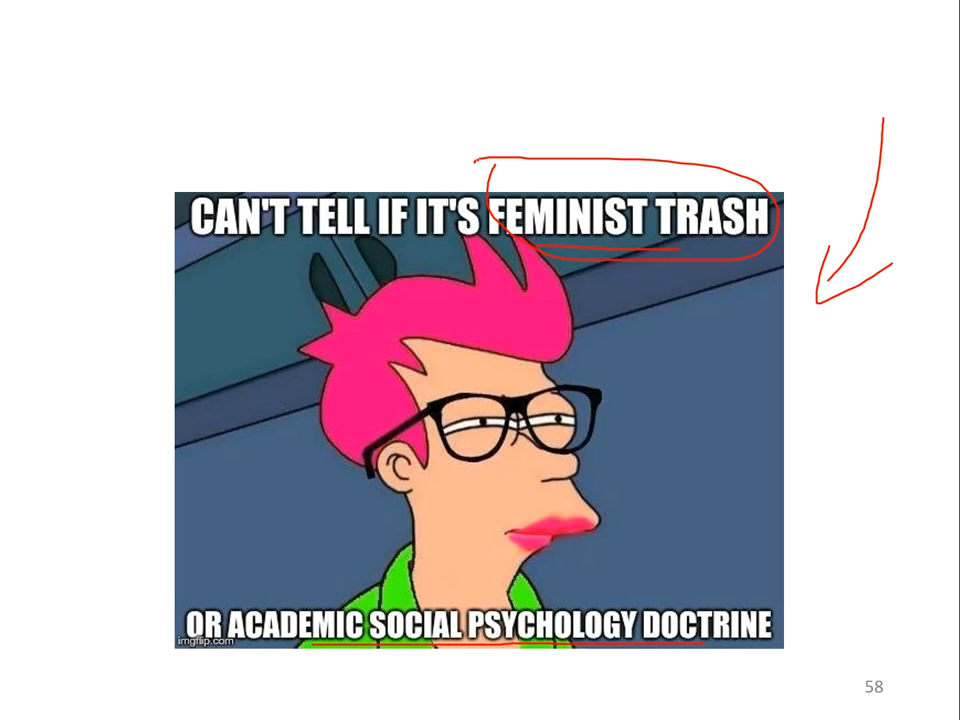 CAN'T TELL IF IT'S FEMINIST TRASH
OR ACADEMIC SOCIAL PSYCHOLOGY DOCTRINE
imgflip.com
58